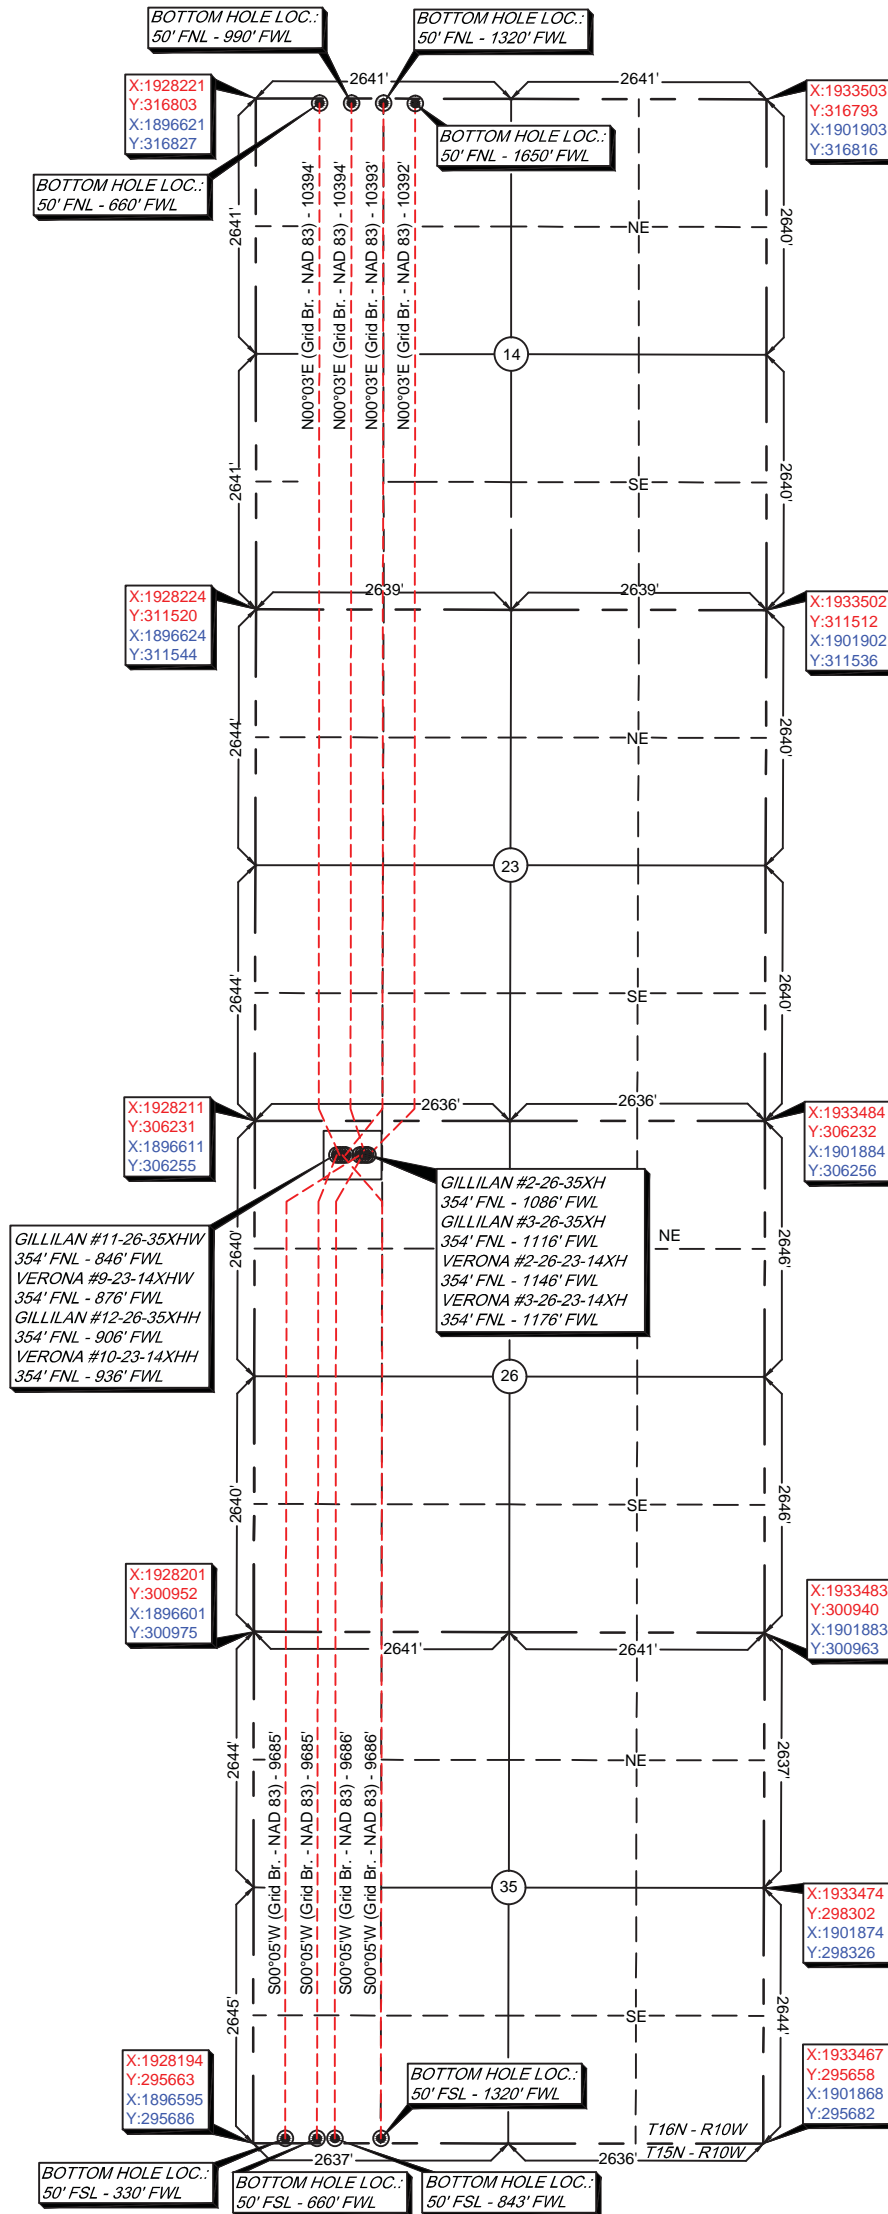 BOTTOM HOLE LOC.:
50' FNL - 990' FWL
BOTTOM HOLE LOC.:
50' FNL - 1320' FWL
2641'
2641'
X:1928221
Y:316803
X:1896621
Y:316827
X:1933503
Y:316793
X:1901903
Y:316816
BOTTOM HOLE LOC.:
50' FNL - 1650' FWL
BOTTOM HOLE LOC.:
50' FNL - 660' FWL
2641'
N00°03'E (Grid Br. - NAD 83) - 10394'
N00°03'E (Grid Br. - NAD 83) - 10394'
N00°03'E (Grid Br. - NAD 83) - 10393'
N00°03'E (Grid Br. - NAD 83) - 10392'
NE
2640'
14
2641'
SE
2640'
2639'
2639'
X:1928224
Y:311520
X:1896624
Y:311544
X:1933502
Y:311512
X:1901902
Y:311536
2644'
NE
2640'
23
2644'
SE
2640'
2636'
2636'
X:1928211
Y:306231
X:1896611
Y:306255
X:1933484
Y:306232
X:1901884
Y:306256
GILLILAN #2-26-35XH
354' FNL - 1086' FWL
GILLILAN #3-26-35XH
354' FNL - 1116' FWL
VERONA #2-26-23-14XH
354' FNL - 1146' FWL
VERONA #3-26-23-14XH
354' FNL - 1176' FWL
GILLILAN #11-26-35XHW
354' FNL - 846' FWL
VERONA #9-23-14XHW
354' FNL - 876' FWL
GILLILAN #12-26-35XHH
354' FNL - 906' FWL
VERONA #10-23-14XHH
354' FNL - 936' FWL
2640'
NE
2646'
26
2640'
SE
2646'
X:1928201
Y:300952
X:1896601
Y:300975
X:1933483
Y:300940
X:1901883
Y:300963
2641'
2641'
2644'
S00°05'W (Grid Br. - NAD 83) - 9685'
S00°05'W (Grid Br. - NAD 83) - 9685'
S00°05'W (Grid Br. - NAD 83) - 9686'
S00°05'W (Grid Br. - NAD 83) - 9686'
NE
2637'
35
X:1933474
Y:298302
X:1901874
Y:298326
2645'
SE
2644'
X:1928194
Y:295663
X:1896595
Y:295686
X:1933467
Y:295658
X:1901868
Y:295682
BOTTOM HOLE LOC.:
50' FSL - 1320' FWL
T16N - R10W
T15N - R10W
2637'
2636'
BOTTOM HOLE LOC.:
50' FSL - 330' FWL
BOTTOM HOLE LOC.:
50' FSL - 660' FWL
BOTTOM HOLE LOC.:
50' FSL - 843' FWL